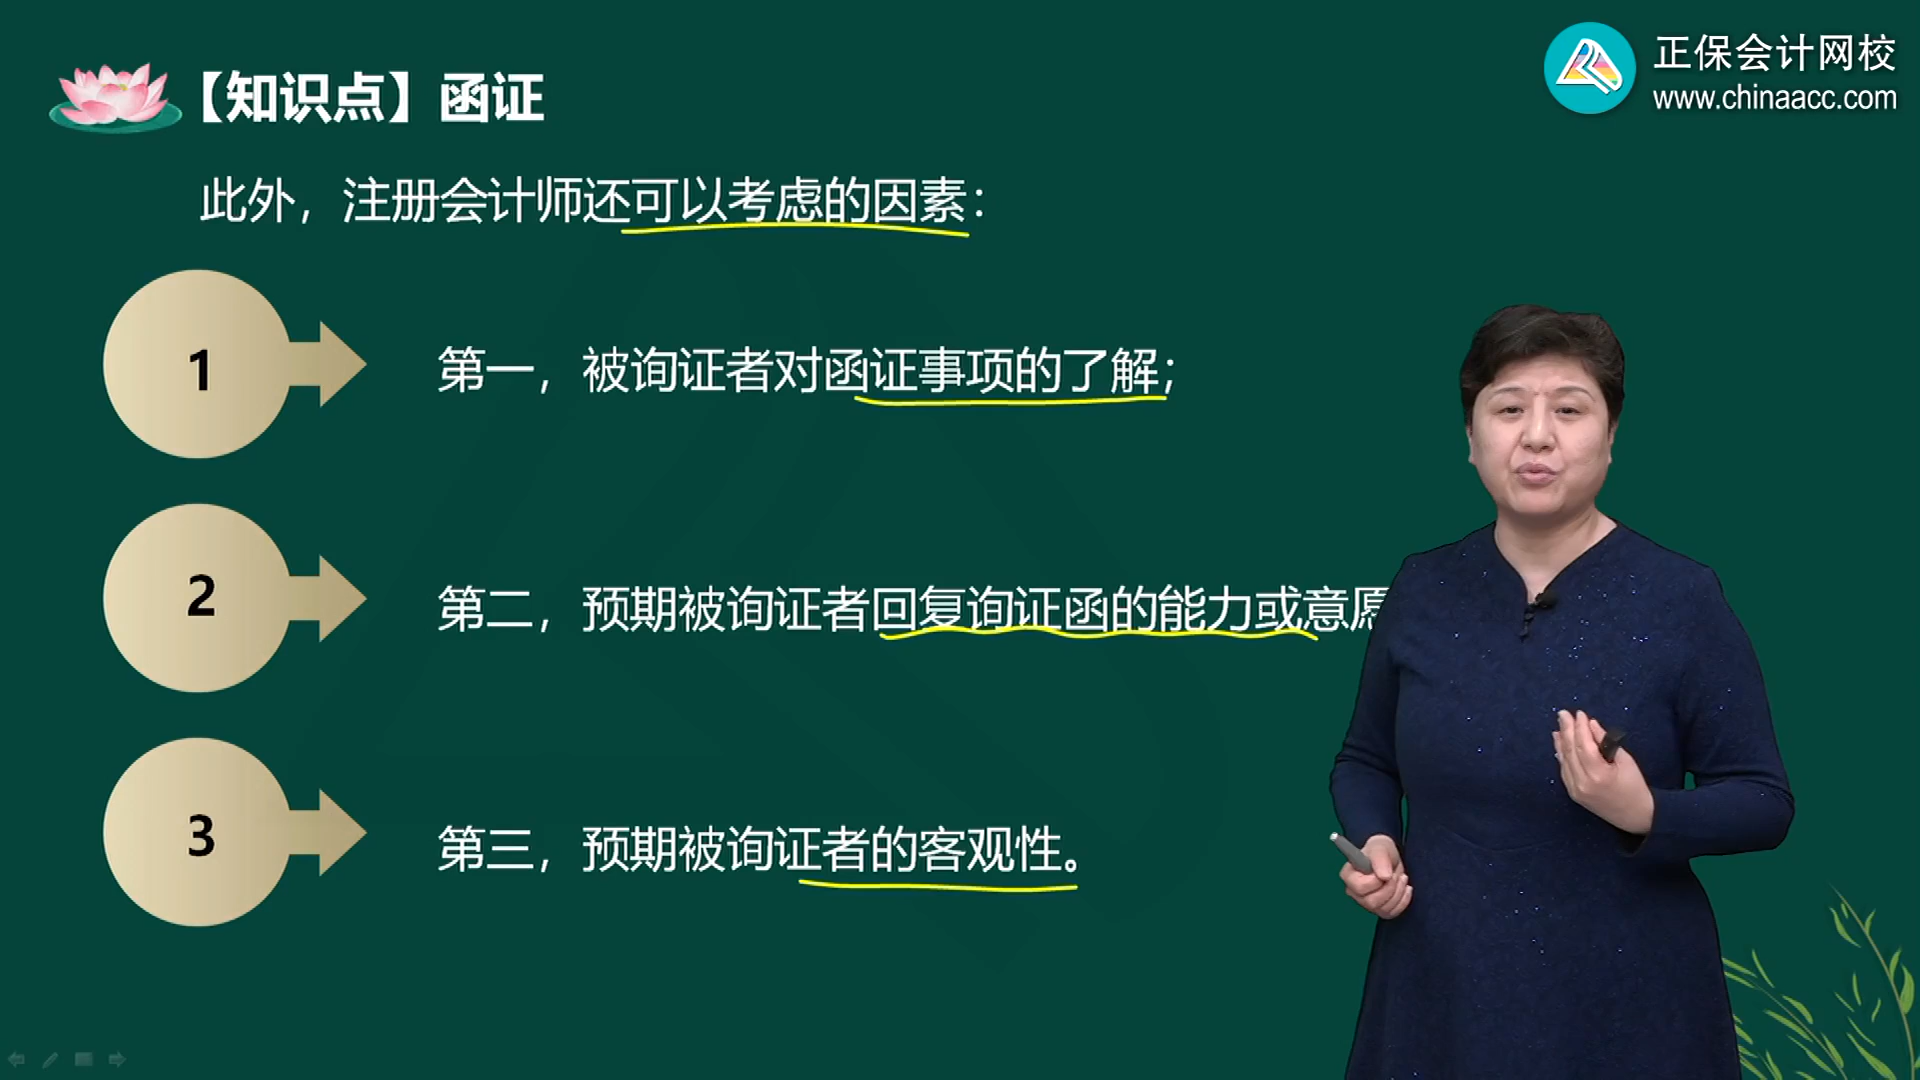 正保会计网校
www.chinaacc.com
【知识点】函证
此外，注册会计师还可以考虑的因素：
1
第一，被询证者对函证事项的了解；
2
第二，预期被询证者回复询证函的能力或意愿
3
第三，预期被询证者的客观性。